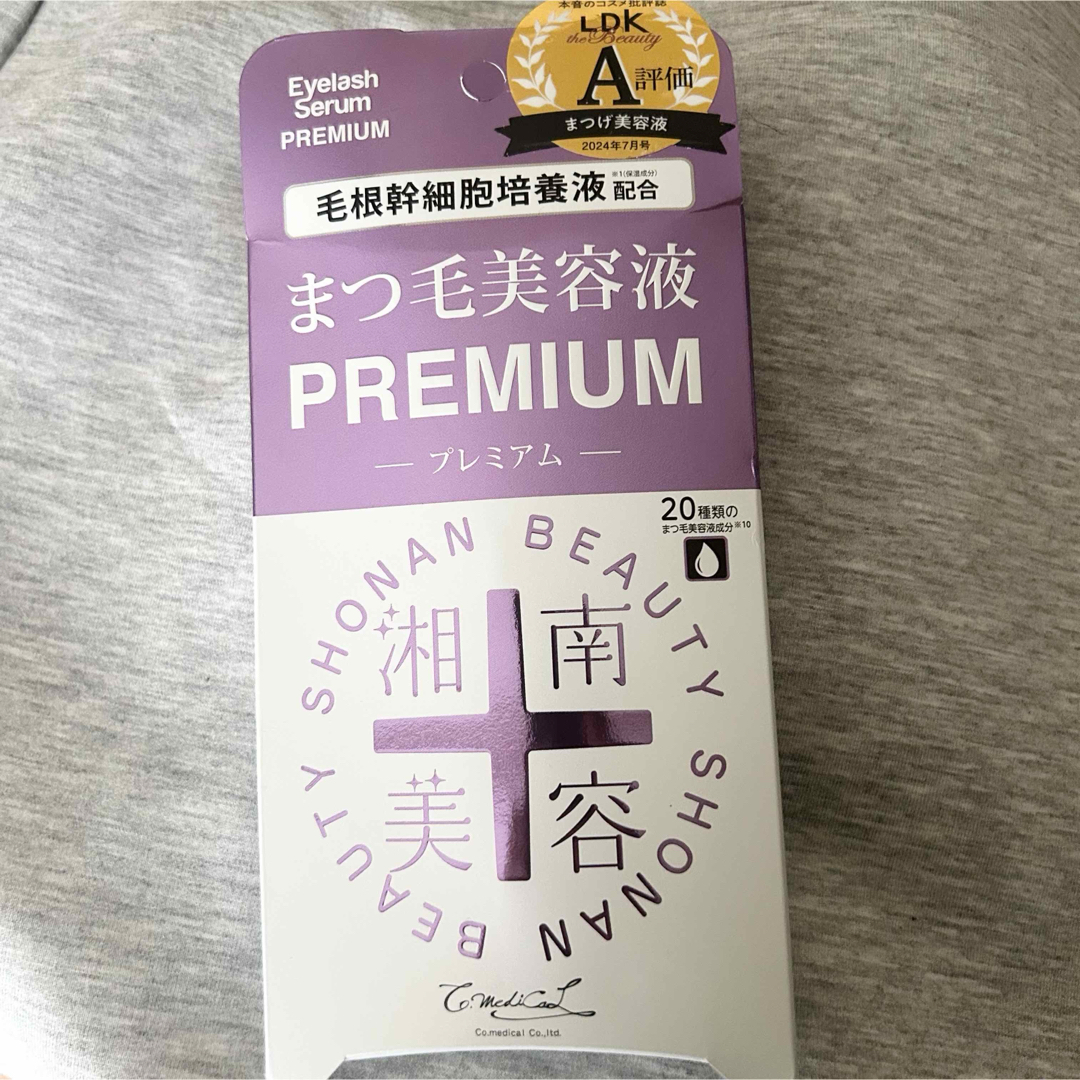 本音のコスメ批評誌
LDK
the Beauty
A評価
まつげ美容液
2024年7月号
Eyelash
Serum
PREMIUM
※1(保湿成分)
毛根幹細胞培養液配合
まつ毛美容液
PREMIUM
— プレミアム —
20種類の
まつ毛美容液成分※10
SHONAN BEAUTY SHONAN BEAUTY
湘南
美容
Co.medical
Co.medical Co.,ltd.